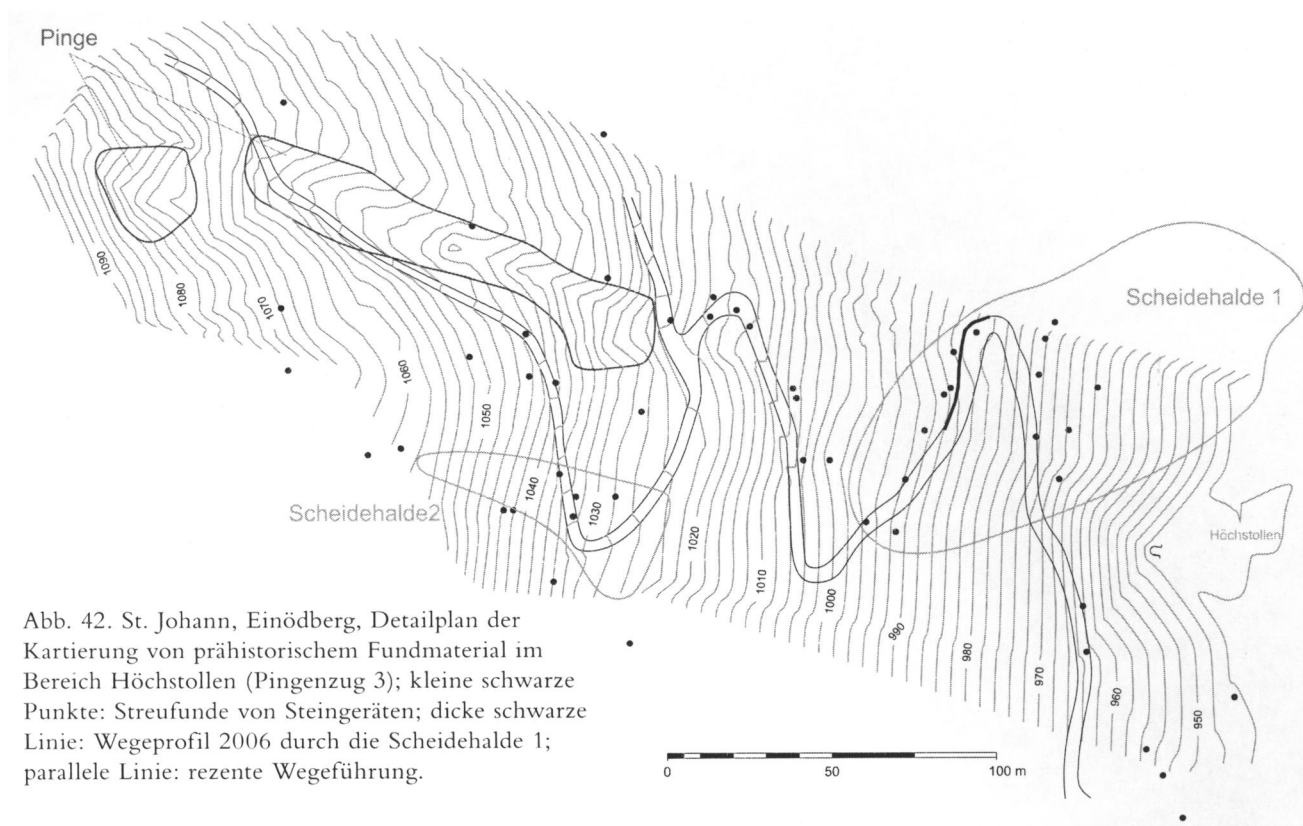 Pinge
Scheidehalde 1
1090
1080
1070
1060
1050
1040
1030
1020
1010
1000
990
980
970
960
950
Scheidehalde2
Höchstollen
Abb. 42. St. Johann, Einödberg, Detailplan der
Kartierung von prähistorischem Fundmaterial im
Bereich Höchstollen (Pingenzug 3); kleine schwarze
Punkte: Streufunde von Steingeräten; dicke schwarze
Linie: Wegeprofil 2006 durch die Scheidehalde 1;
parallele Linie: rezente Wegeführung.
0 50 100 m